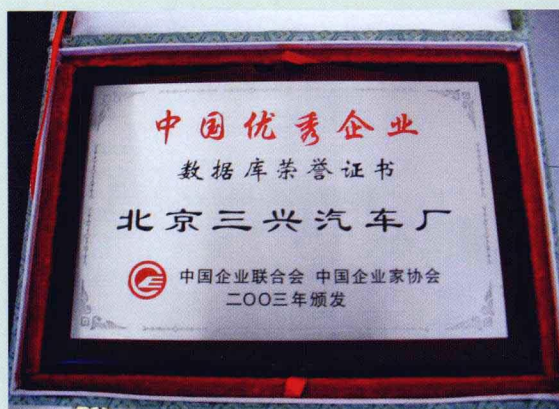 中国优秀企业
数据库荣誉证书
北京三兴汽车厂
中国企业联合会 中国企业家协会
二〇〇三年颁发